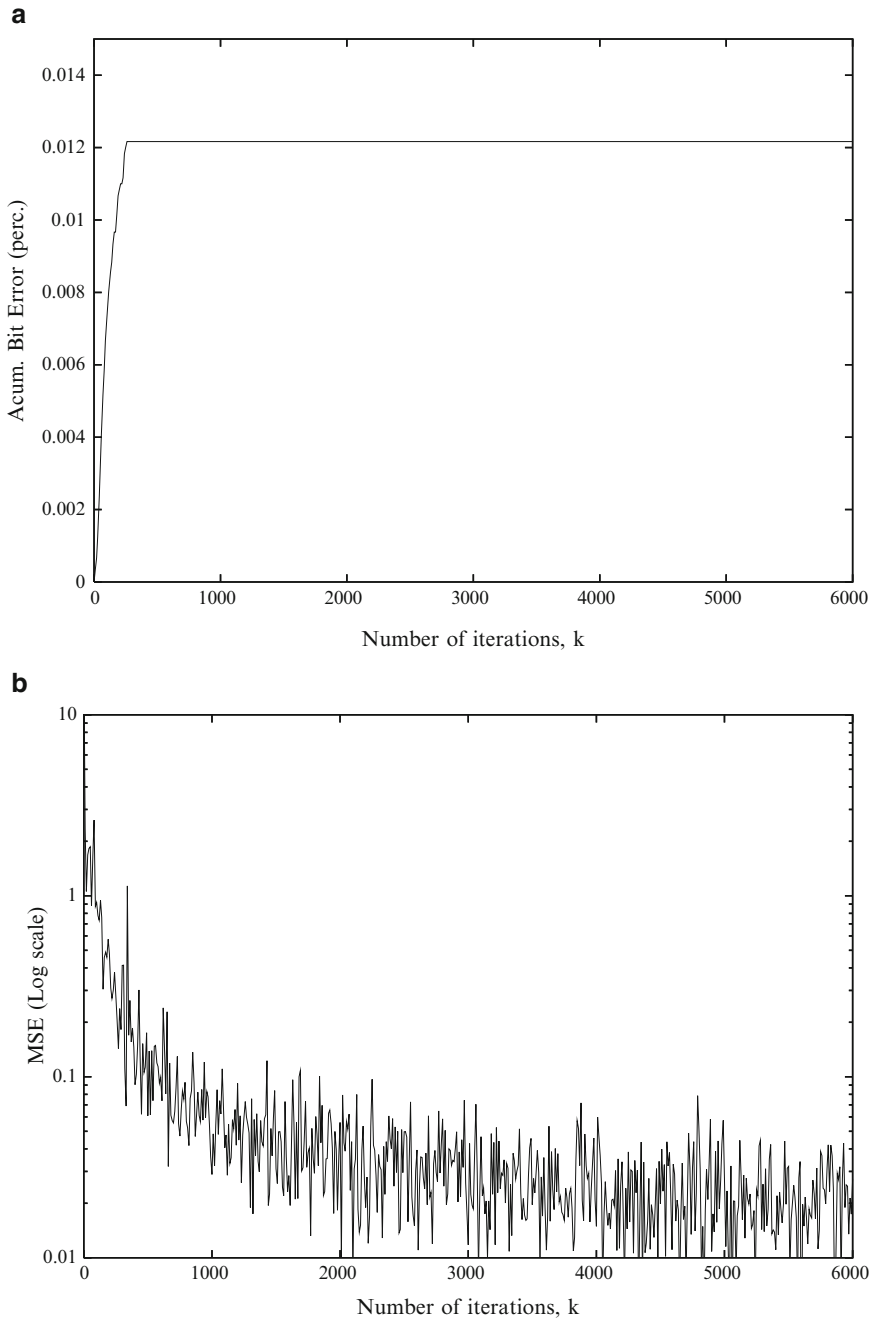 a
0.014
0.012
0.01
0.008
0.006
0.004
0.002
0
Acum. Bit Error (perc.)
0 1000 2000 3000 4000 5000 6000
Number of iterations, k
b
10
1
0.1
0.01
MSE (Log scale)
0 1000 2000 3000 4000 5000 6000
Number of iterations, k